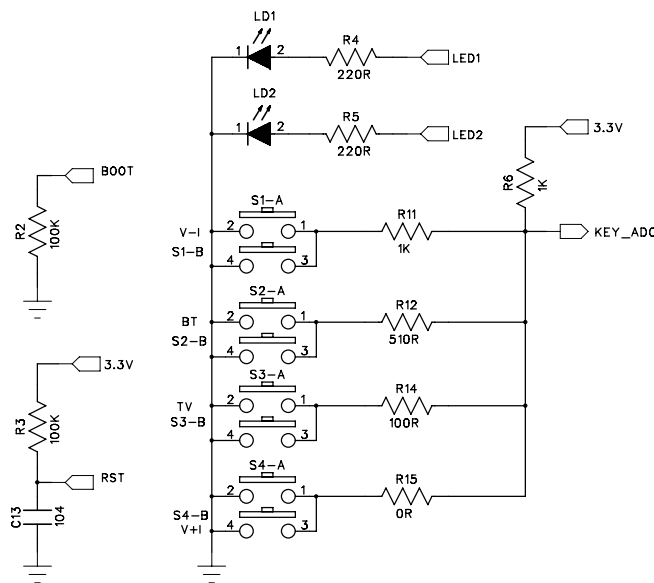 LD1
1 2 R4 LED1
220R
LD2
1 2 R5 LED2
220R
3.3V
R6 1K
BOOT
R2 100K
S1-A
V-I 2 1 R11
1K
KEY_ADC
S1-B
4 3
S2-A
BT 2 1 R12
510R
S2-B
4 3
3.3V
S3-A
TV 2 1 R14
100R
S3-B
4 3
R3 100K
RST
S4-A
2 1 R15
0R
S4-B
V+I 4 3
C13 104